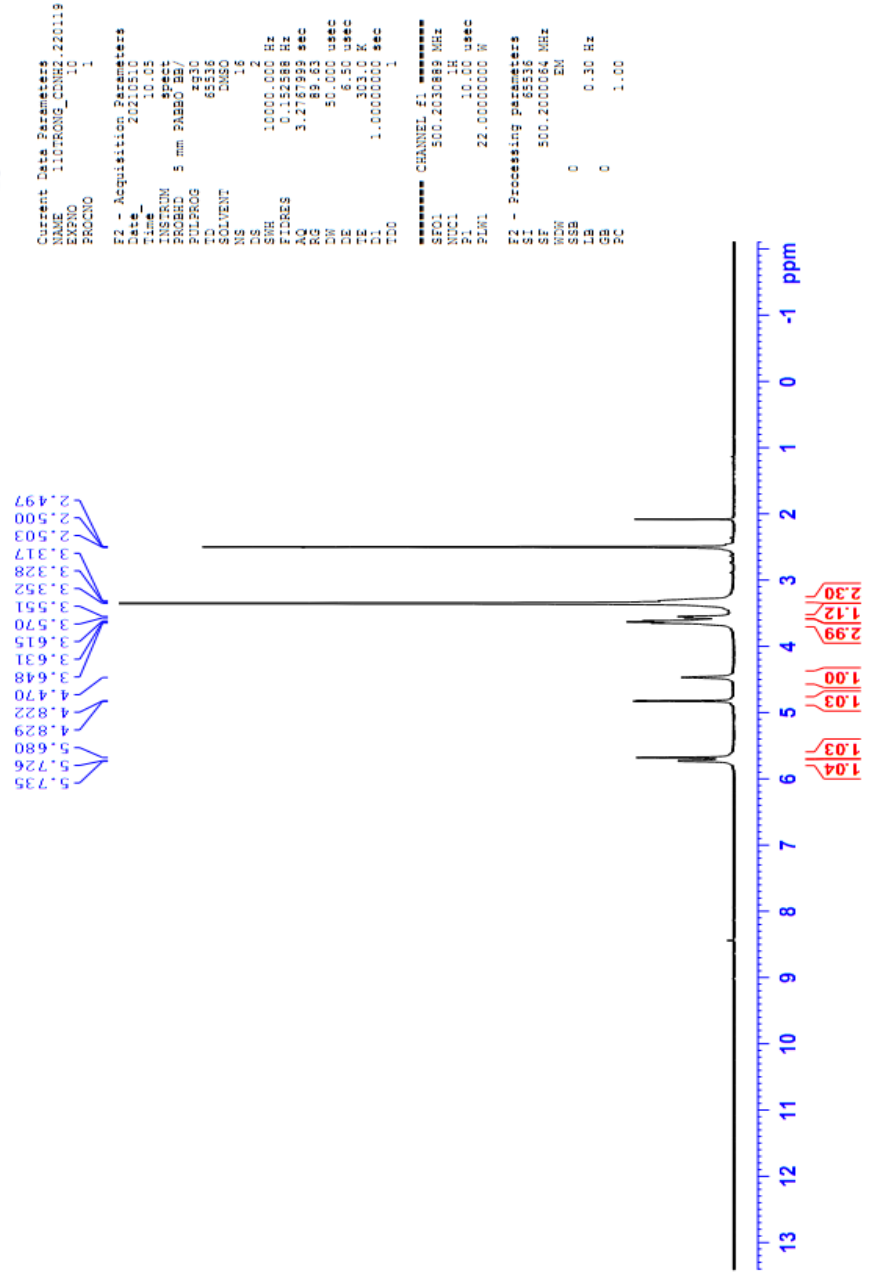 Current Data Parameters
NAME 110TRONG_CDNH2.220119
EXPNO 10
PROCNO 1
F2 - Acquisition Parameters
Date_ 20210510
Time 10.05
INSTRUM spect
PROBHD 5 mm PABBO BB/
PULPROG zg30
TD 65536
SOLVENT DMSO
NS 16
DS 2
SWH 10000.000 Hz
FIDRES 0.152588 Hz
AQ 3.2767999 sec
RG 89.63
DW 50.000 usec
DE 6.50 usec
TE 303.0 K
D1 1.00000000 sec
TD0 1
======== CHANNEL f1 ========
SFO1 500.2030889 MHz
NUC1 1H
P1 10.00 usec
PLW1 22.00000000 W
F2 - Processing parameters
SI 65536
SF 500.2000064 MHz
WDW EM
SSB 0
LB 0.30 Hz
GB 0
PC 1.00
5.735
5.726
5.680
4.829
4.822
4.470
3.648
3.631
3.615
3.570
3.551
3.352
3.328
3.317
2.503
2.500
2.497
13 12 11 10 9 8 7 6 5 4 3 2 1 0 -1 ppm
1.04
1.03
1.03
1.00
2.99
1.12
2.30